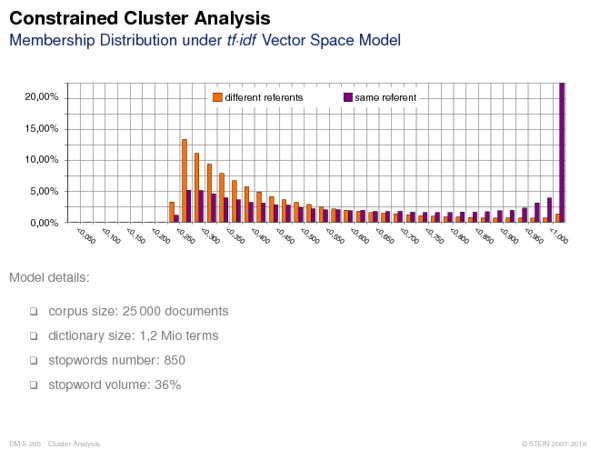 Constrained Cluster Analysis
Membership Distribution under tf·idf Vector Space Model
different referents
same referent
20,00%
15,00%
10,00%
5,00%
0,00%
<0,050 <0,100 <0,150 <0,200 <0,250 <0,300 <0,350 <0,400 <0,450 <0,500 <0,550 <0,600 <0,650 <0,700 <0,750 <0,800 <0,850 <0,900 <0,950 <1,000
Model details:
❏ corpus size: 25 000 documents
❏ dictionary size: 1,2 Mio terms
❏ stopwords number: 850
❏ stopword volume: 36%
Cluster Analysis
© STEIN 2007-2018